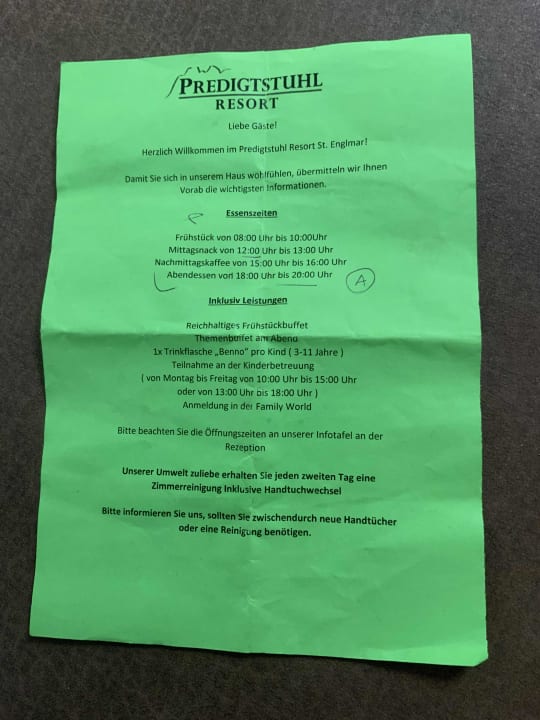 PREDIGTSTUHL
RESORT
Liebe Gäste!
Herzlich Willkommen im Predigtstuhl Resort St. Englmar!
Damit Sie sich in unserem Haus wohlfühlen, übermitteln wir Ihnen
Vorab die wichtigsten Informationen.
Essenszeiten
Frühstück von 08:00 Uhr bis 10:00Uhr
Mittagsnack von 12:00 Uhr bis 13:00 Uhr
Nachmittagskaffee von 15:00 Uhr bis 16:00 Uhr
Abendessen von 18:00 Uhr bis 20:00 Uhr
A
Inklusiv Leistungen
Reichhaltiges Frühstückbuffet
Themenbuffet am Abend
1x Trinkflasche „Benno" pro Kind ( 3-11 Jahre )
Teilnahme an der Kinderbetreuung
( von Montag bis Freitag von 10:00 Uhr bis 15:00 Uhr
oder von 13:00 Uhr bis 18:00 Uhr )
Anmeldung in der Family World
Bitte beachten Sie die Öffnungszeiten an unserer Infotafel an der
Rezeption
Unserer Umwelt zuliebe erhalten Sie jeden zweiten Tag eine
Zimmerreinigung Inklusive Handtuchwechsel
Bitte informieren Sie uns, sollten Sie zwischendurch neue Handtücher
oder eine Reinigung benötigen.